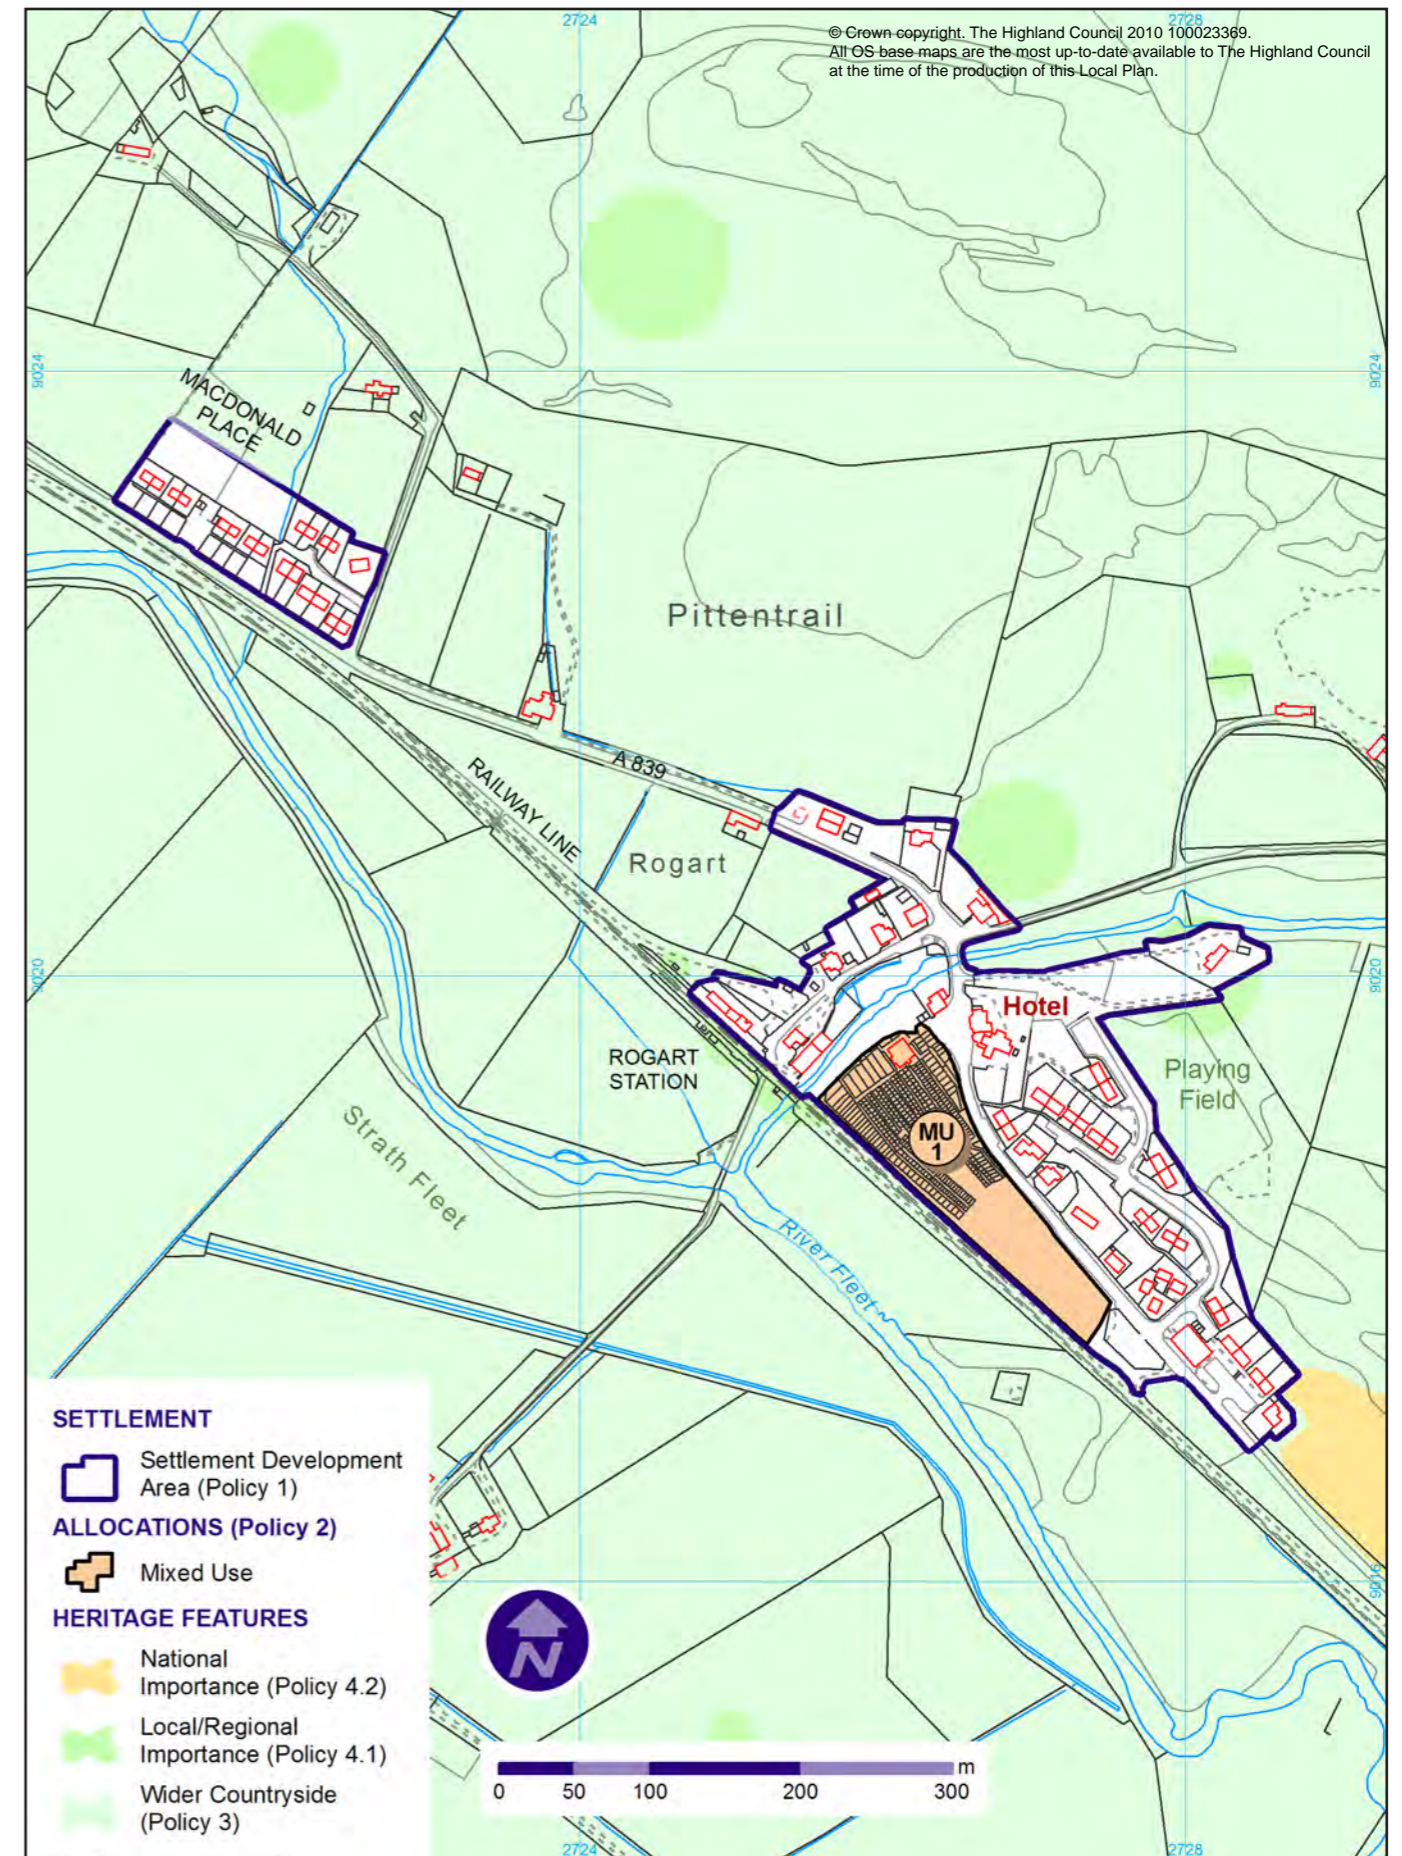 2724
2728
© Crown copyright. The Highland Council 2010 100023369.
All OS base maps are the most up-to-date available to The Highland Council
at the time of the production of this Local Plan.
9024
9024
MACDONALD
PLACE
Pittentrail
A 839
RAILWAY LINE
Rogart
9020
9020
Hotel
ROGART
STATION
Playing
Field
MU
1
Strath Fleet
River Fleet
SETTLEMENT
Settlement Development
Area (Policy 1)
ALLOCATIONS (Policy 2)
Mixed Use
HERITAGE FEATURES
National
Importance (Policy 4.2)
Local/Regional
Importance (Policy 4.1)
Wider Countryside
(Policy 3)
9016
N
m
0 50 100 200 300
2724
2728